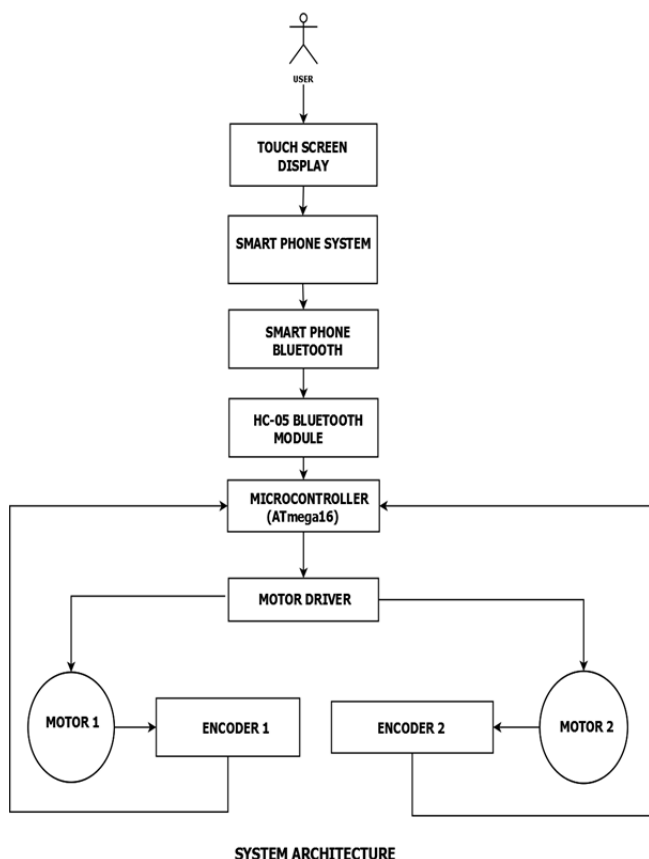 USER
TOUCH SCREEN
DISPLAY
SMART PHONE SYSTEM
SMART PHONE
BLUETOOTH
HC-05 BLUETOOTH
MODULE
MICROCONTROLLER
(ATmega16)
MOTOR DRIVER
MOTOR 1
ENCODER 1
ENCODER 2
MOTOR 2
SYSTEM ARCHITECTURE